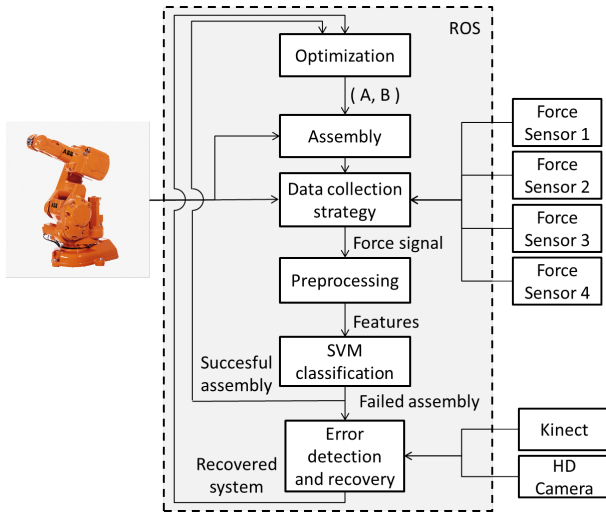 ROS
Optimization
( A, B )
Assembly
Data collection
strategy
Force signal
Preprocessing
Features
SVM
classification
Succesful
assembly
Failed assembly
Error
detection
and recovery
Recovered
system
Force
Sensor 1
Force
Sensor 2
Force
Sensor 3
Force
Sensor 4
Kinect
HD
Camera
ABB